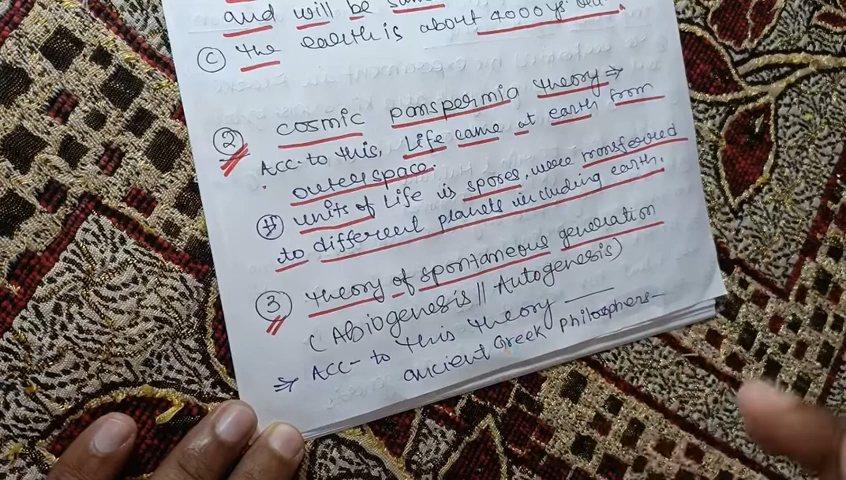 and will be same
(c) The earth is about 4000 yr old.
(2) cosmic panspermia theory ⇒
Acc. to this, Life came at earth from
outer space.
(#) units of Life is spores, were transferred
to different planets including earth.
(3) Theory of spontaneous generation
(Abiogenesis || Autogenesis)
⇒ Acc- to This theory —
ancient Greek Philosphers—